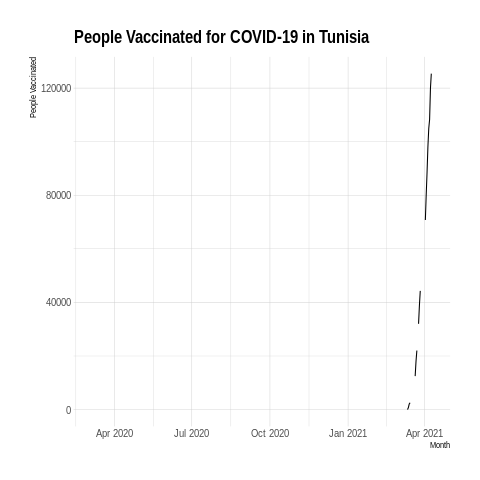 People Vaccinated for COVID-19 in Tunisia
People Vaccinated
120000
80000
40000
0
Apr 2020 Jul 2020 Oct 2020 Jan 2021 Apr 2021
Month